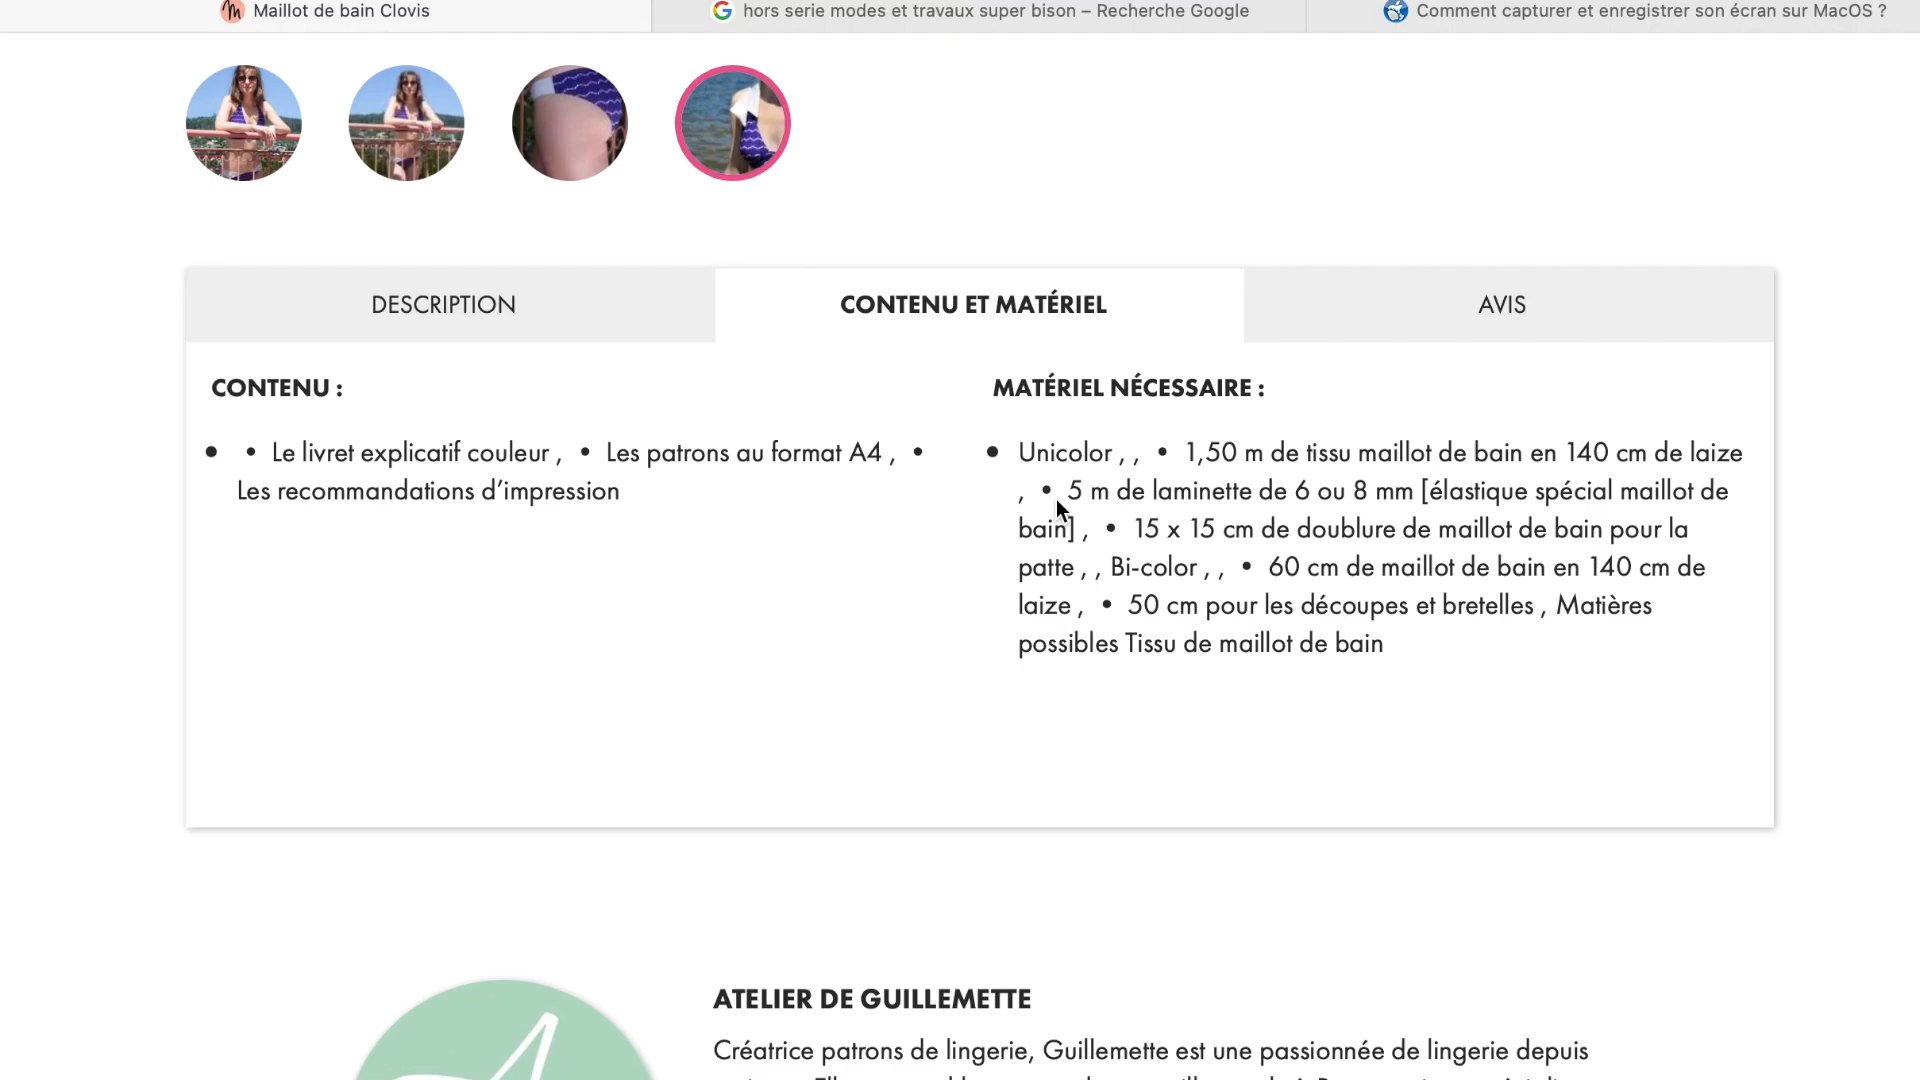 Maillot de bain Clovis
hors serie modes et travaux super bison – Recherche Google
Comment capturer et enregistrer son écran sur MacOS ?
DESCRIPTION
CONTENU ET MATÉRIEL
AVIS
CONTENU :
• • Le livret explicatif couleur , • Les patrons au format A4 , •
Les recommandations d’impression
MATÉRIEL NÉCESSAIRE :
• Unicolor , , • 1,50 m de tissu maillot de bain en 140 cm de laize
, • 5 m de laminette de 6 ou 8 mm [élastique spécial maillot de
bain] , • 15 x 15 cm de doublure de maillot de bain pour la
patte , , Bi-color , , • 60 cm de maillot de bain en 140 cm de
laize , • 50 cm pour les découpes et bretelles , Matières
possibles Tissu de maillot de bain
ATELIER DE GUILLEMETTE
Créatrice patrons de lingerie, Guillemette est une passionnée de lingerie depuis